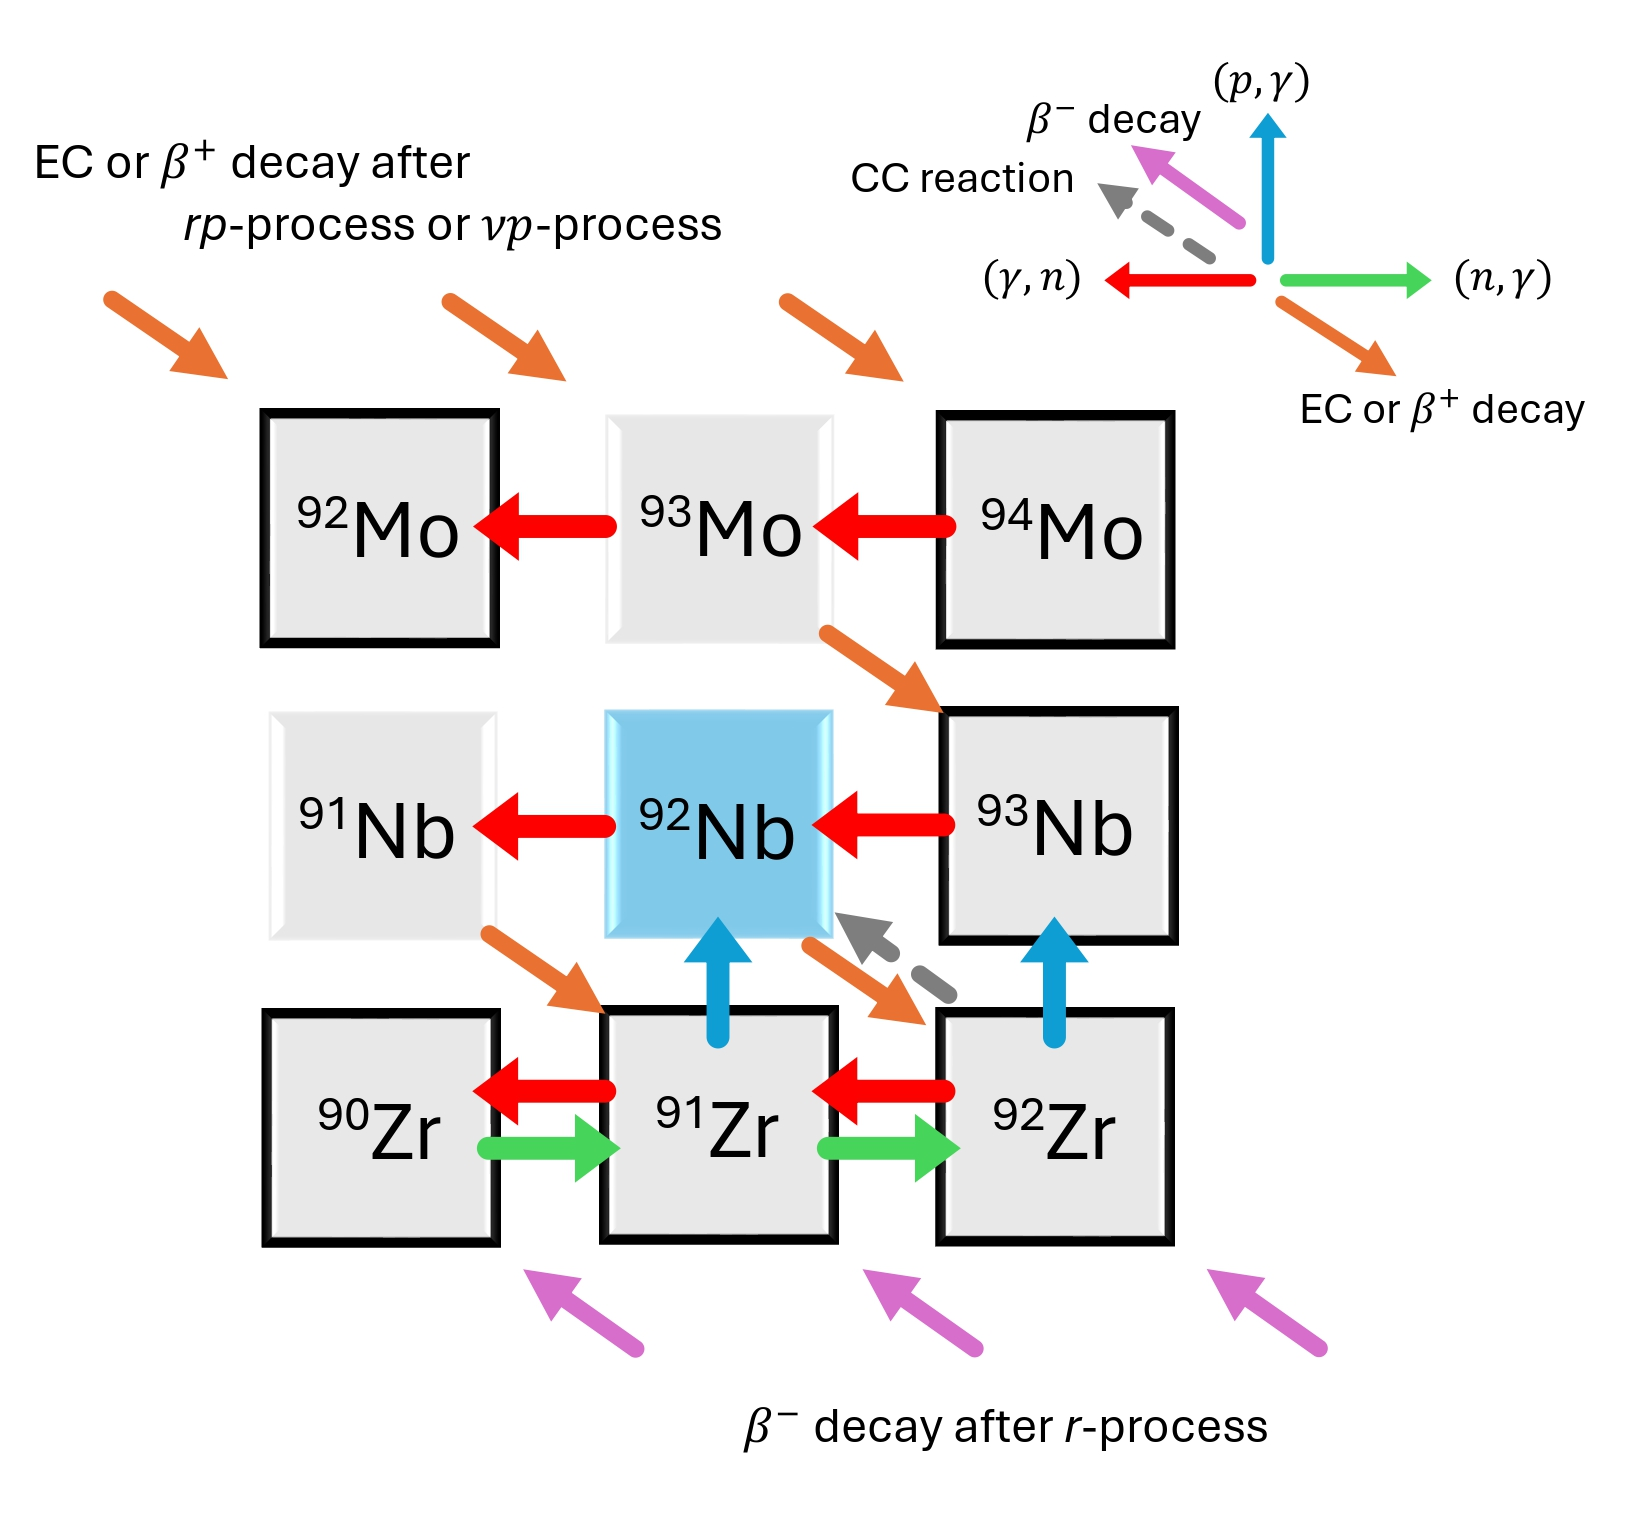 (p, γ)
β⁻ decay
CC reaction
(γ, n)
(n, γ)
EC or β⁺ decay
EC or β⁺ decay after
rp-process or νp-process
⁹²Mo
⁹³Mo
⁹⁴Mo
⁹¹Nb
⁹²Nb
⁹³Nb
⁹⁰Zr
⁹¹Zr
⁹²Zr
β⁻ decay after r-process